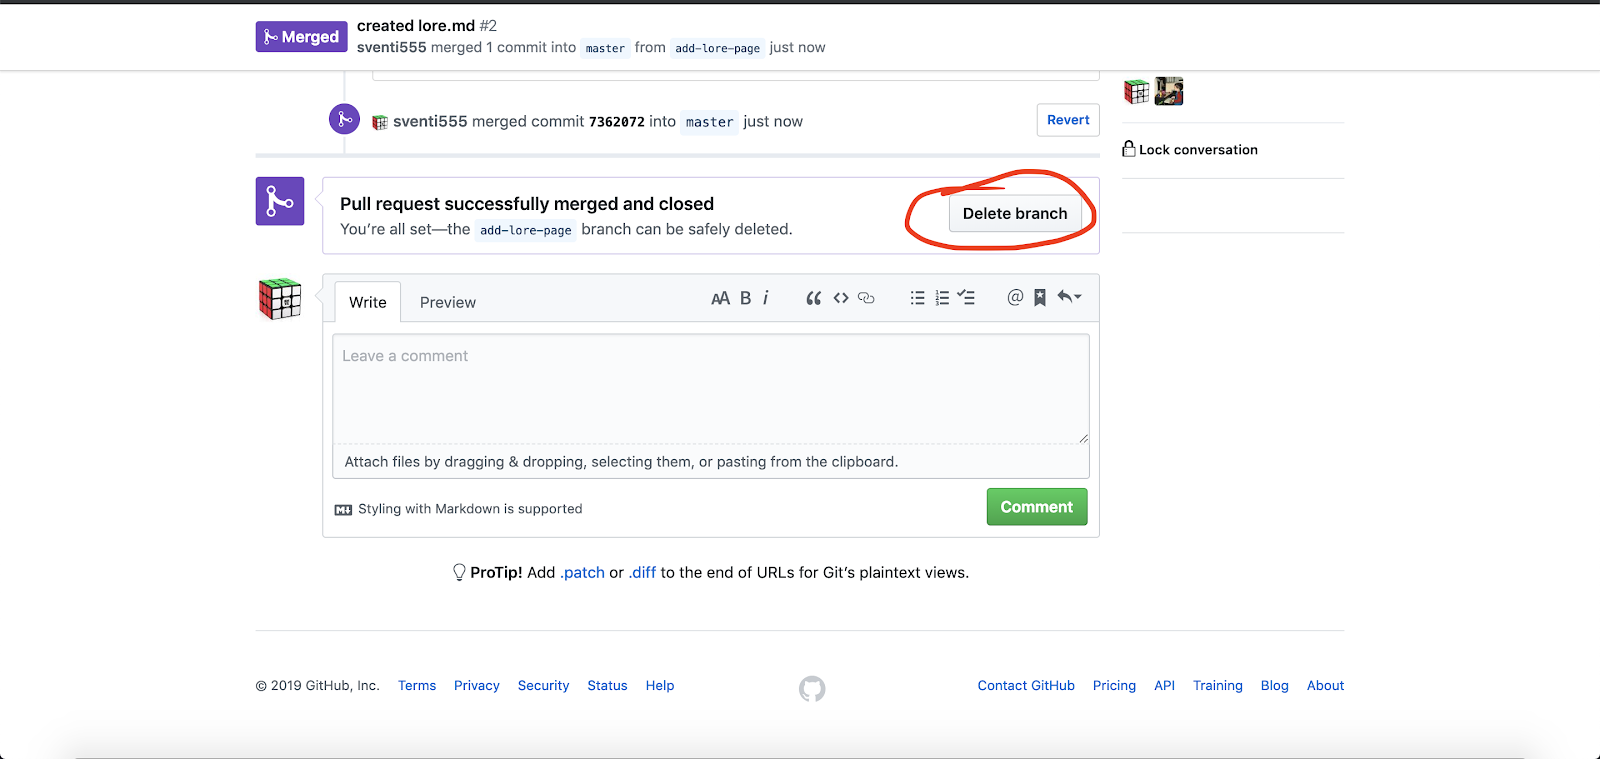 Merged
created lore.md #2
sventi555 merged 1 commit into master from add-lore-page just now
sventi555 merged commit 7362072 into master just now
Revert
Lock conversation
Pull request successfully merged and closed
You’re all set—the add-lore-page branch can be safely deleted.
Delete branch
Write Preview
AA B i
Leave a comment
Attach files by dragging & dropping, selecting them, or pasting from the clipboard.
Styling with Markdown is supported
Comment
ProTip! Add .patch or .diff to the end of URLs for Git’s plaintext views.
© 2019 GitHub, Inc. Terms Privacy Security Status Help Contact GitHub Pricing API Training Blog About